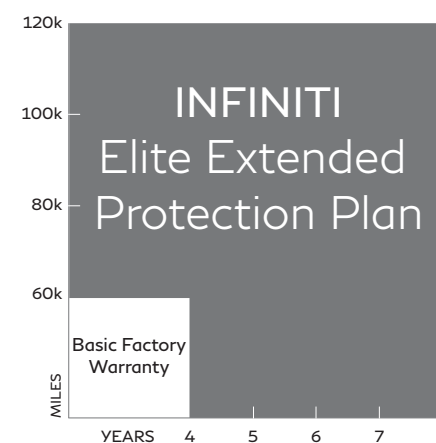 120k
INFINITI
100k
Elite Extended
80k
Protection Plan
60k
Basic Factory
Warranty
MILES
YEARS 4 5 6 7